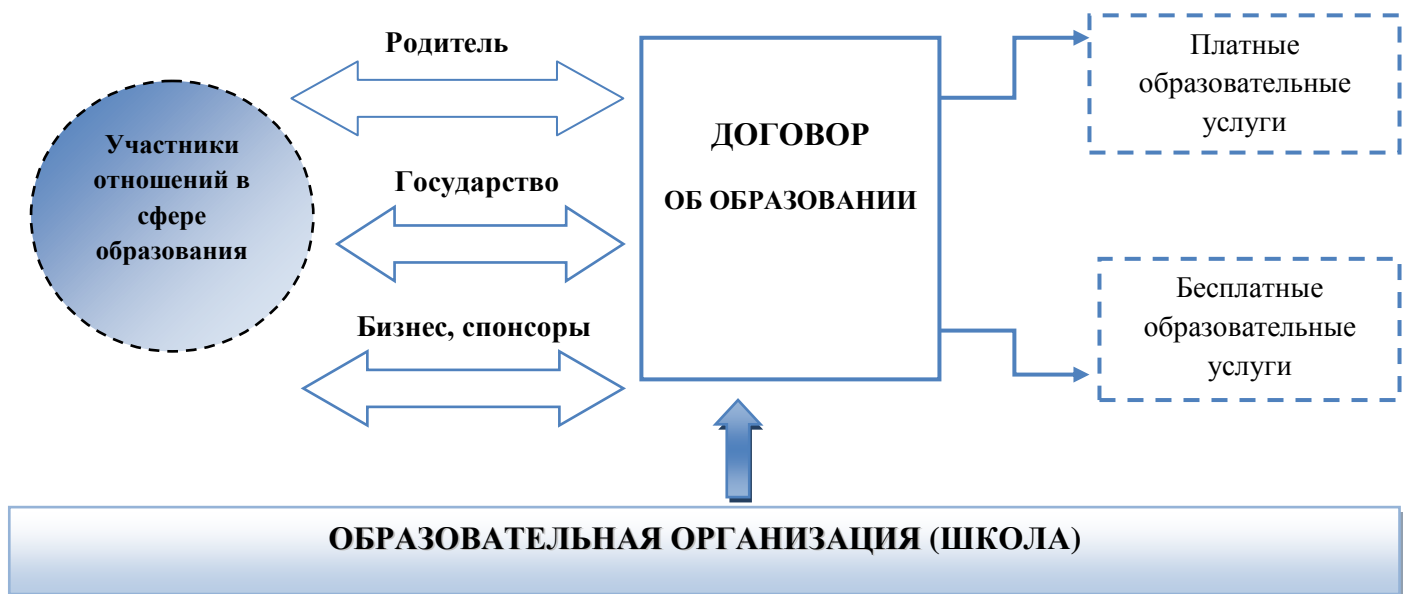 Родитель
Участники
отношений в
сфере
образования
Государство
Бизнес, спонсоры
ДОГОВОР
ОБ ОБРАЗОВАНИИ
Платные
образовательные
услуги
Бесплатные
образовательные
услуги
ОБРАЗОВАТЕЛЬНАЯ ОРГАНИЗАЦИЯ (ШКОЛА)